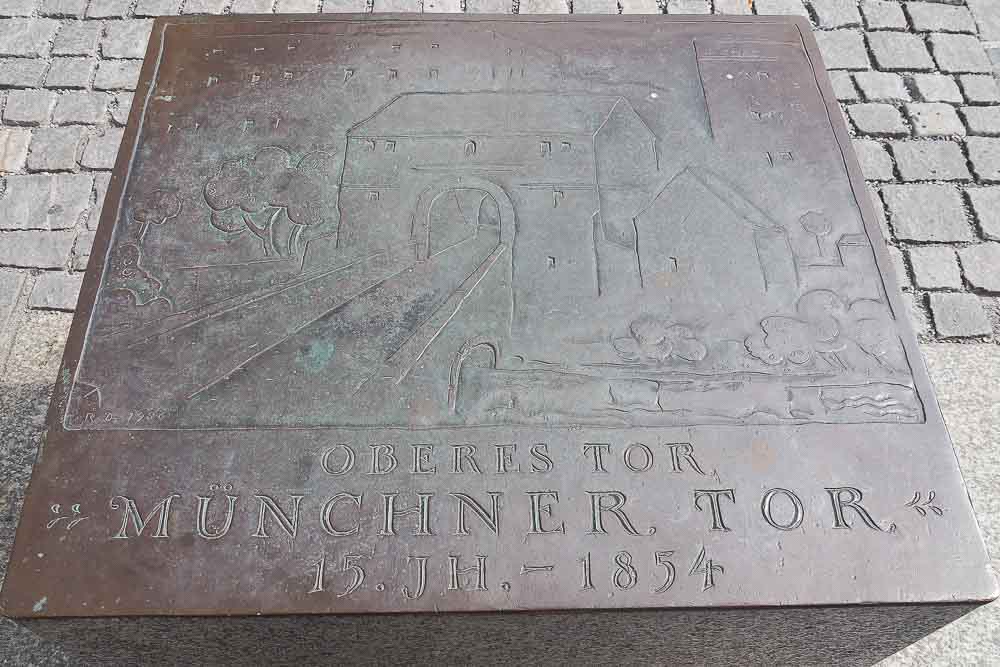 OBERES TOR
MÜNCHNER TOR
15. JH. – 1854